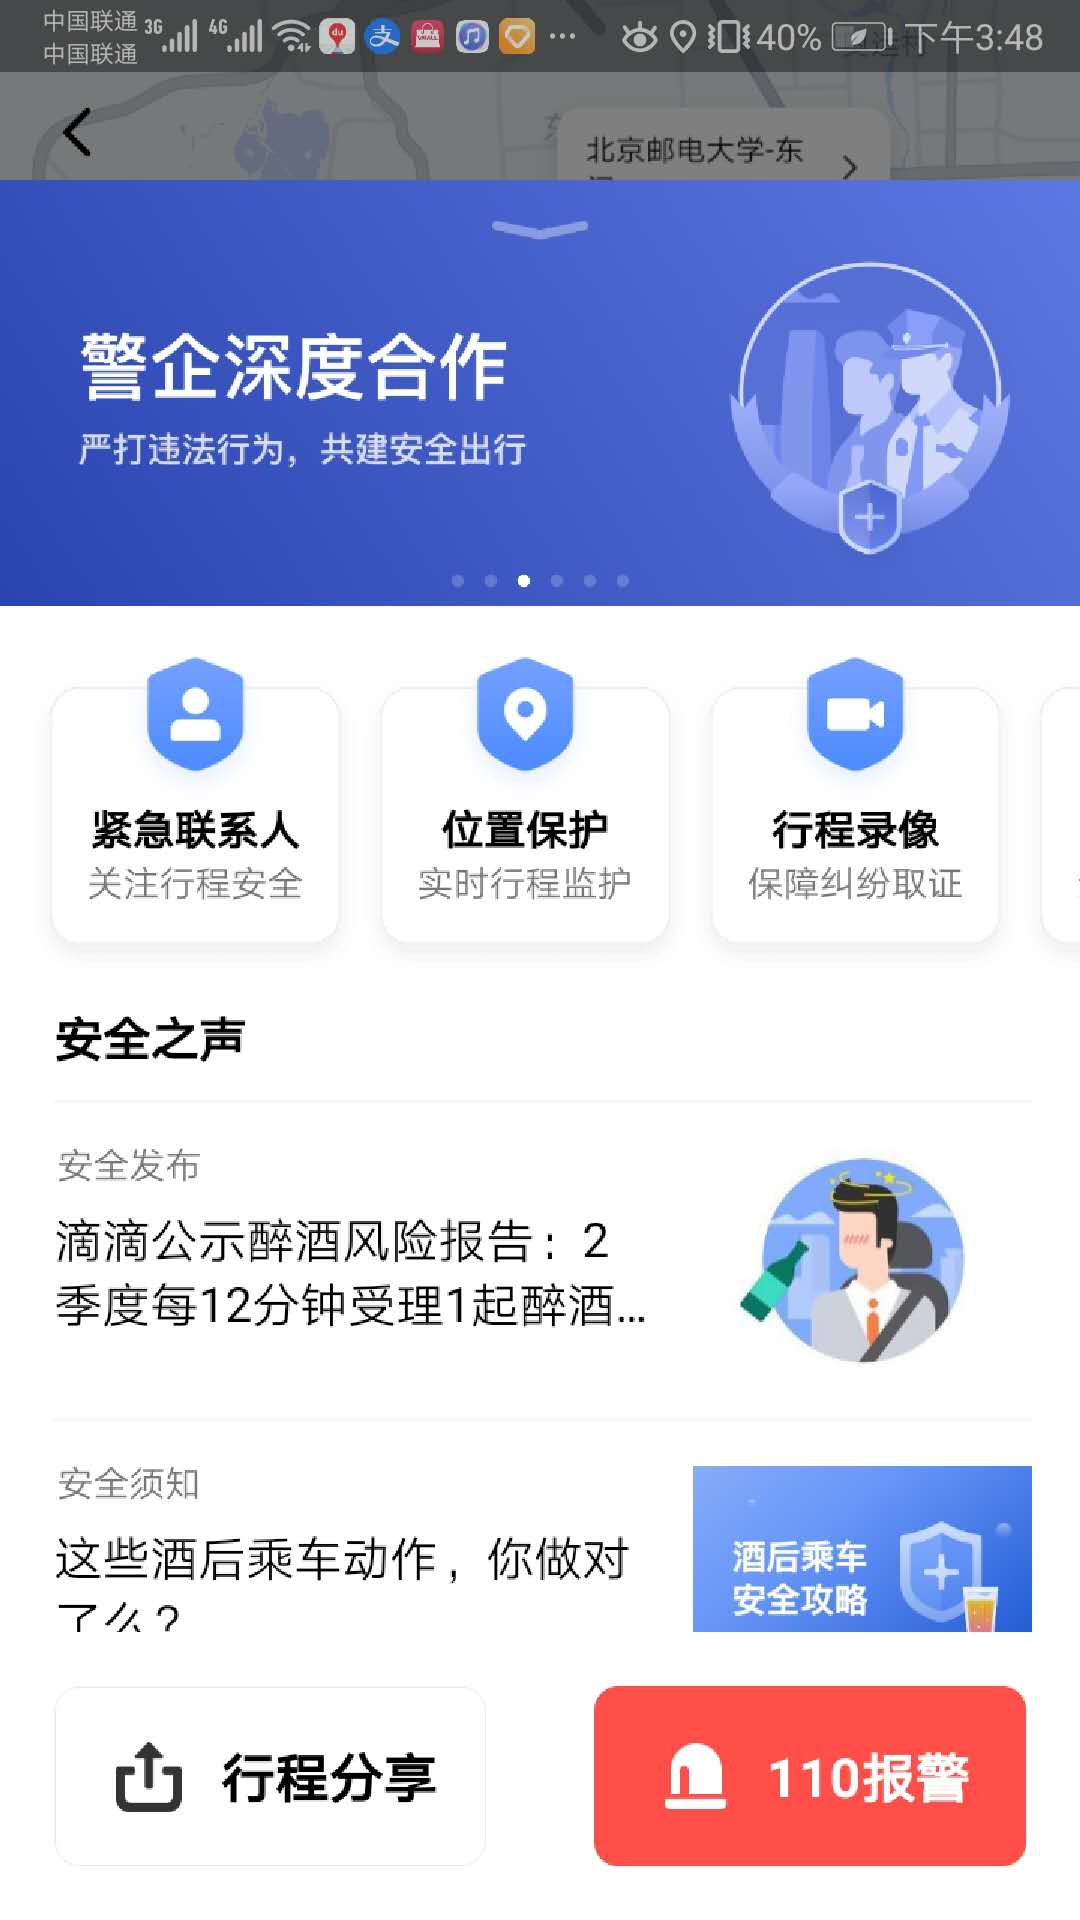 中国联通 3G 4G 40% 下午3:48
中国联通
北京邮电大学-东
警企深度合作
严打违法行为，共建安全出行
紧急联系人
关注行程安全
位置保护
实时行程监护
行程录像
保障纠纷取证
安全之声
安全发布
滴滴公示醉酒风险报告：2
季度每12分钟受理1起醉酒...
安全须知
这些酒后乘车动作，你做对
了么？
酒后乘车
安全攻略
行程分享
110报警